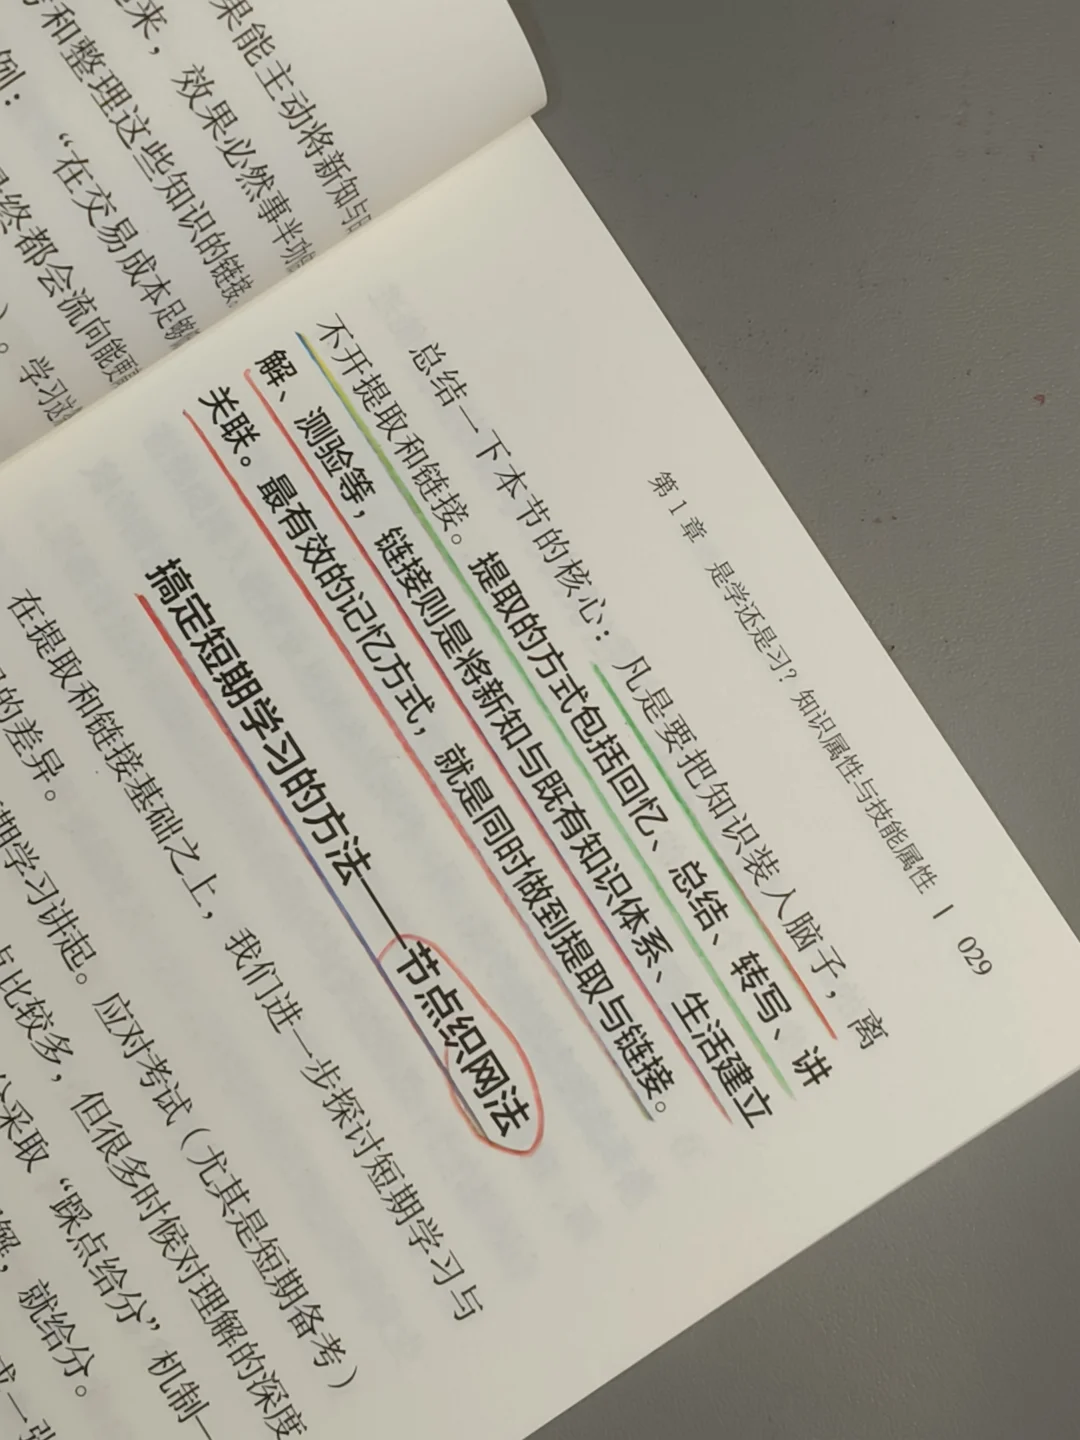 果能主动将新知与
来，效果必然事半功
和整理这些知识的链接
例：
“在交易成本足够
终都会流向能更
）。学习这
第1章 是学还是习？知识属性与技能属性 029
总结一下本节的核心：凡是要把知识装入脑子，离
不开提取和链接。提取的方式包括回忆、总结、转写、讲
解、测验等，链接则是将新知与既有知识体系、生活建立
关联。最有效的记忆方式，就是同时做到提取与链接。
搞定短期学习的方法——节点织网法
在提取和链接基础之上，我们进一步探讨短期学习与
的差异。
期学习讲起。应对考试（尤其是短期备考）
比较多，但很多时候对理解的深度
采取“踩点给分”机制—
解，就给分。
一张